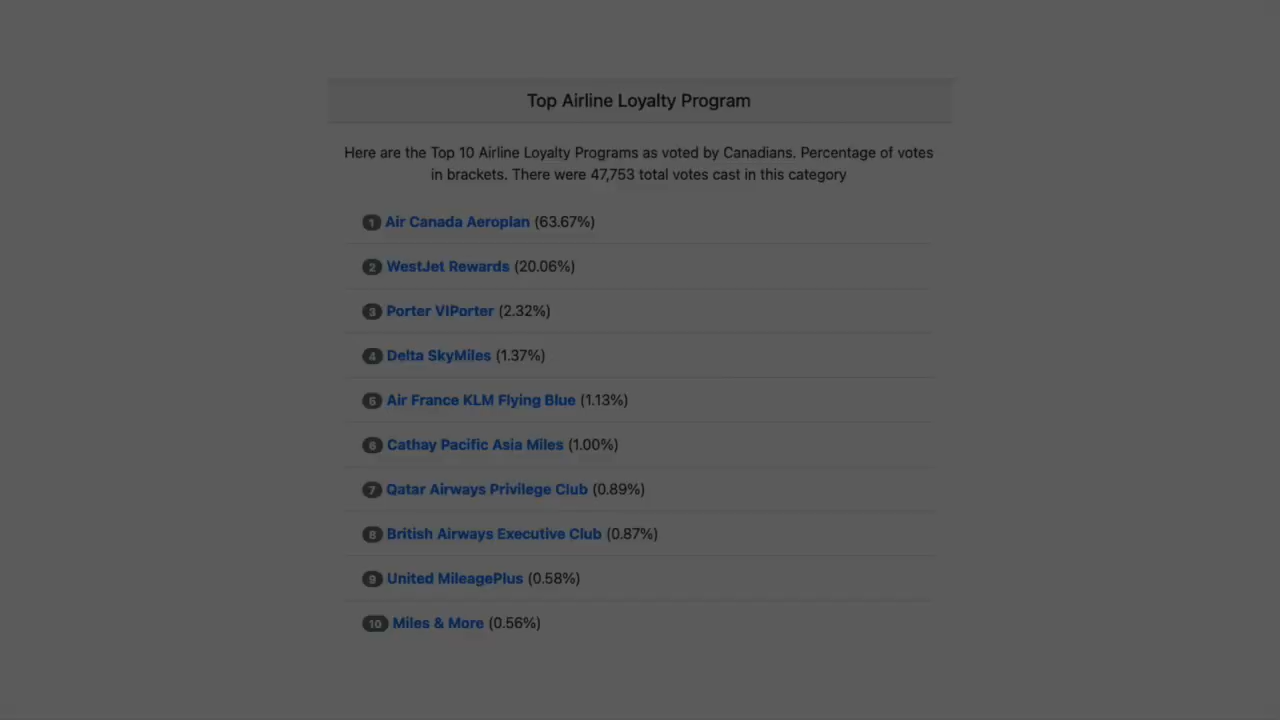 Top Airline Loyalty Program
Here are the Top 10 Airline Loyalty Programs as voted by Canadians. Percentage of votes
in brackets. There were 47,753 total votes cast in this category
1 Air Canada Aeroplan (63.67%)
2 WestJet Rewards (20.06%)
3 Porter VIPorter (2.32%)
4 Delta SkyMiles (1.37%)
5 Air France KLM Flying Blue (1.13%)
6 Cathay Pacific Asia Miles (1.00%)
7 Qatar Airways Privilege Club (0.89%)
8 British Airways Executive Club (0.87%)
9 United MileagePlus (0.58%)
10 Miles & More (0.56%)